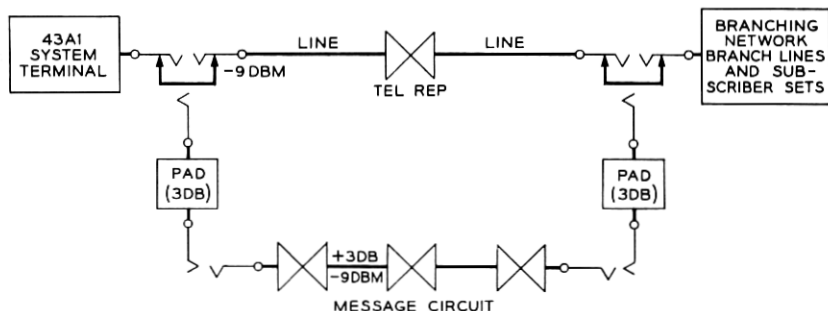 43A1
SYSTEM
TERMINAL
LINE
LINE
-9 DBM
TEL REP
BRANCHING
NETWORK
BRANCH LINES
AND SUB-
SCRIBER SETS
PAD
(3DB)
PAD
(3DB)
+3DB
-9DBM
MESSAGE CIRCUIT